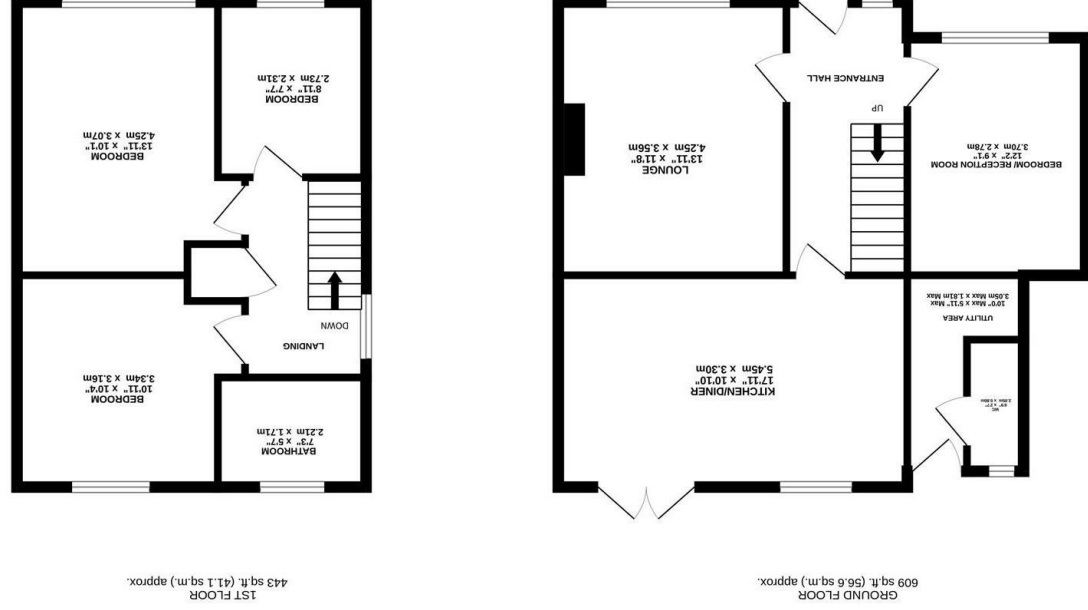 GROUND FLOOR
609 sq.ft. (56.6 sq.m.) approx.
WC
UTILITY AREA
10'0" Max x 5'11" Max
3.05m Max x 1.81m Max
KITCHEN/DINER
17'11" x 10'10"
5.45m x 3.30m
BEDROOM/ RECEPTION ROOM
12'2" x 9'1"
3.70m x 2.78m
UP
ENTRANCE HALL
LOUNGE
13'11" x 11'8"
4.25m x 3.56m
1ST FLOOR
443 sq.ft. (41.1 sq.m.) approx.
BATHROOM
7'3" x 5'7"
2.21m x 1.71m
BEDROOM
10'11" x 10'4"
3.34m x 3.16m
LANDING
DOWN
BEDROOM
13'11" x 10'1"
4.25m x 3.07m
BEDROOM
8'11" x 7'7"
2.73m x 2.31m